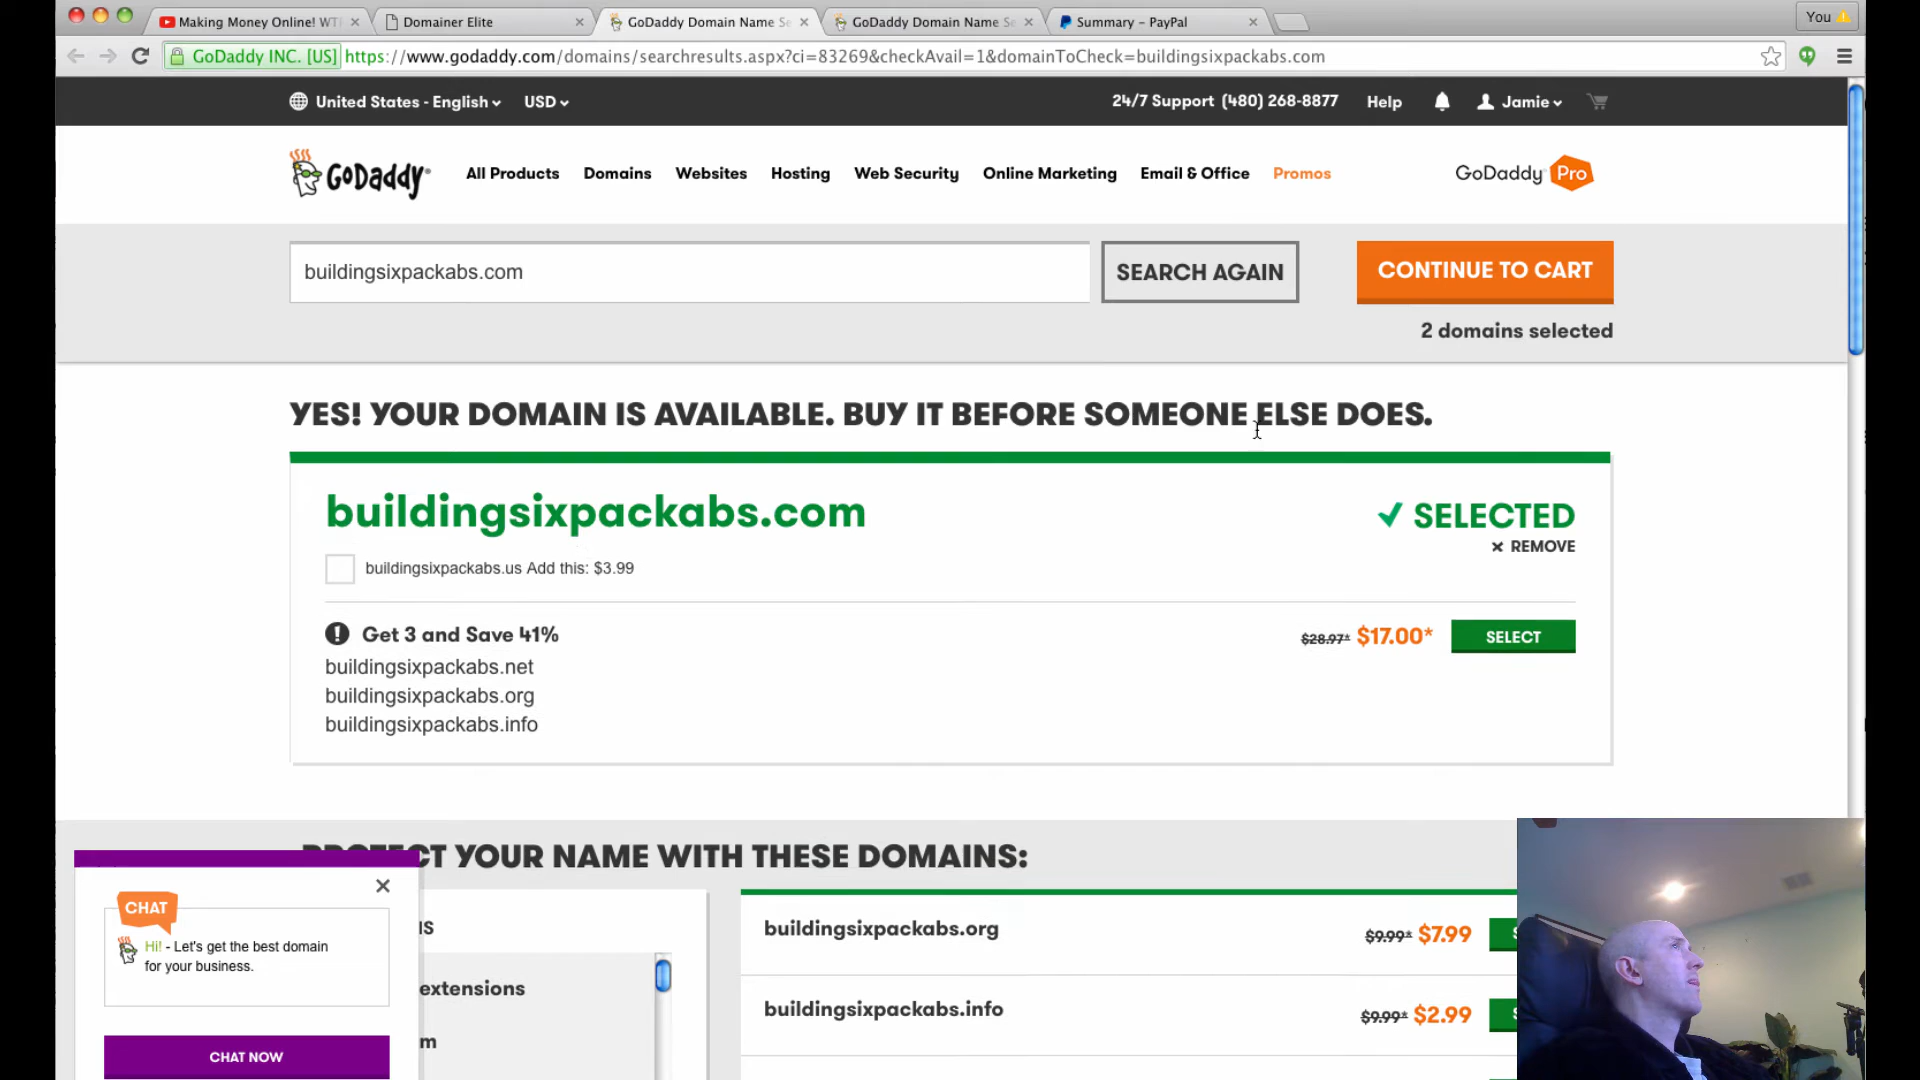 Making Money Online! WTF
Domainer Elite
GoDaddy Domain Name Se
GoDaddy Domain Name Se
Summary - PayPal
You
GoDaddy INC. [US]
https://www.godaddy.com/domains/searchresults.aspx?ci=83269&checkAvail=1&domainToCheck=buildingsixpackabs.com
United States - English
USD
24/7 Support (480) 268-8877
Help
Jamie
GoDaddy
All Products
Domains
Websites
Hosting
Web Security
Online Marketing
Email & Office
Promos
GoDaddy Pro
buildingsixpackabs.com
SEARCH AGAIN
CONTINUE TO CART
2 domains selected
YES! YOUR DOMAIN IS AVAILABLE. BUY IT BEFORE SOMEONE ELSE DOES.
buildingsixpackabs.com
SELECTED
× REMOVE
buildingsixpackabs.us Add this: $3.99
Get 3 and Save 41%
$28.97* $17.00*
SELECT
buildingsixpackabs.net
buildingsixpackabs.org
buildingsixpackabs.info
YOUR NAME WITH THESE DOMAINS:
CHAT
Hi! - Let's get the best domain
for your business.
CHAT NOW
extensions
buildingsixpackabs.org
$9.99* $7.99
buildingsixpackabs.info
$9.99* $2.99